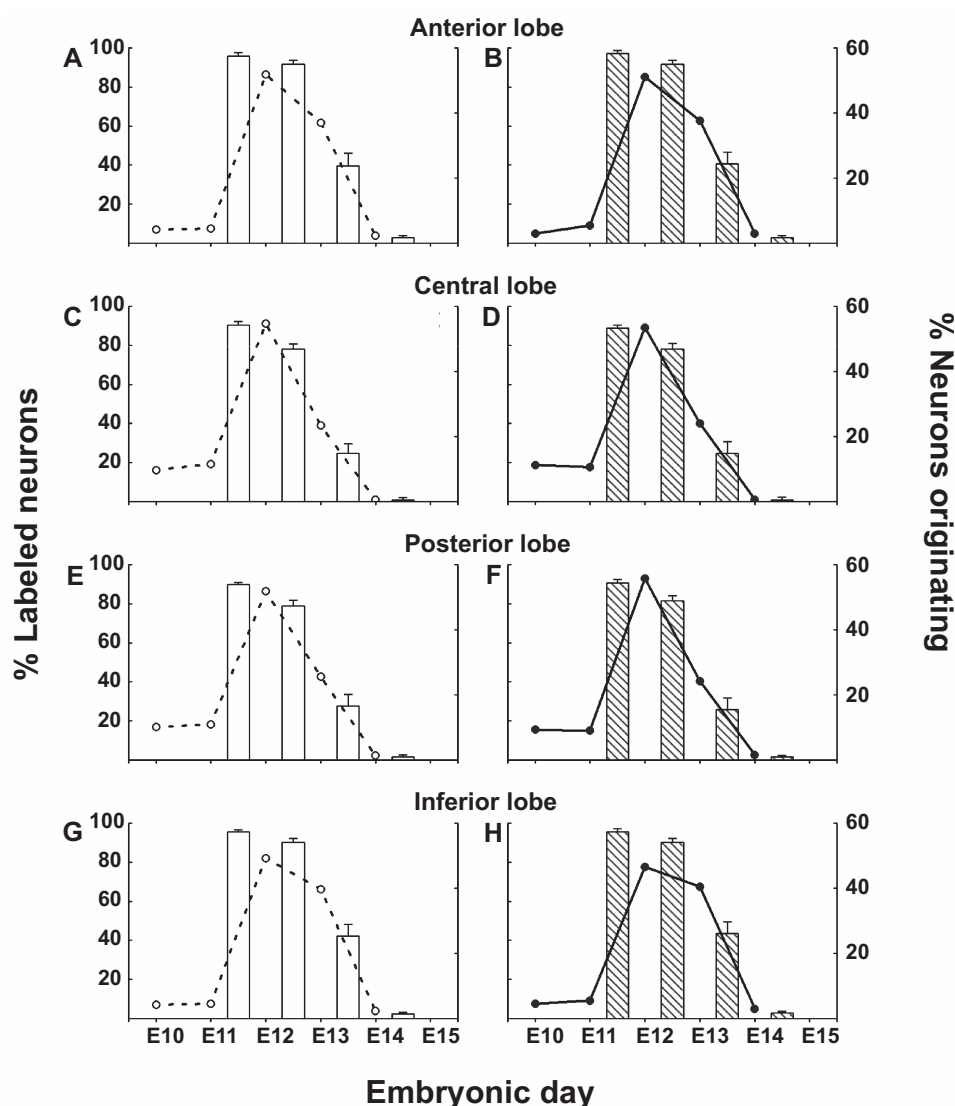 Anterior lobe
A
B
100
80
60
40
20
60
40
20
Central lobe
C
D
100
80
60
40
20
60
40
20
Posterior lobe
E
F
100
80
60
40
20
60
40
20
Inferior lobe
G
H
100
80
60
40
20
60
40
20
E10 E11 E12 E13 E14 E15
E10 E11 E12 E13 E14 E15
% Labeled neurons
% Neurons originating
Embryonic day